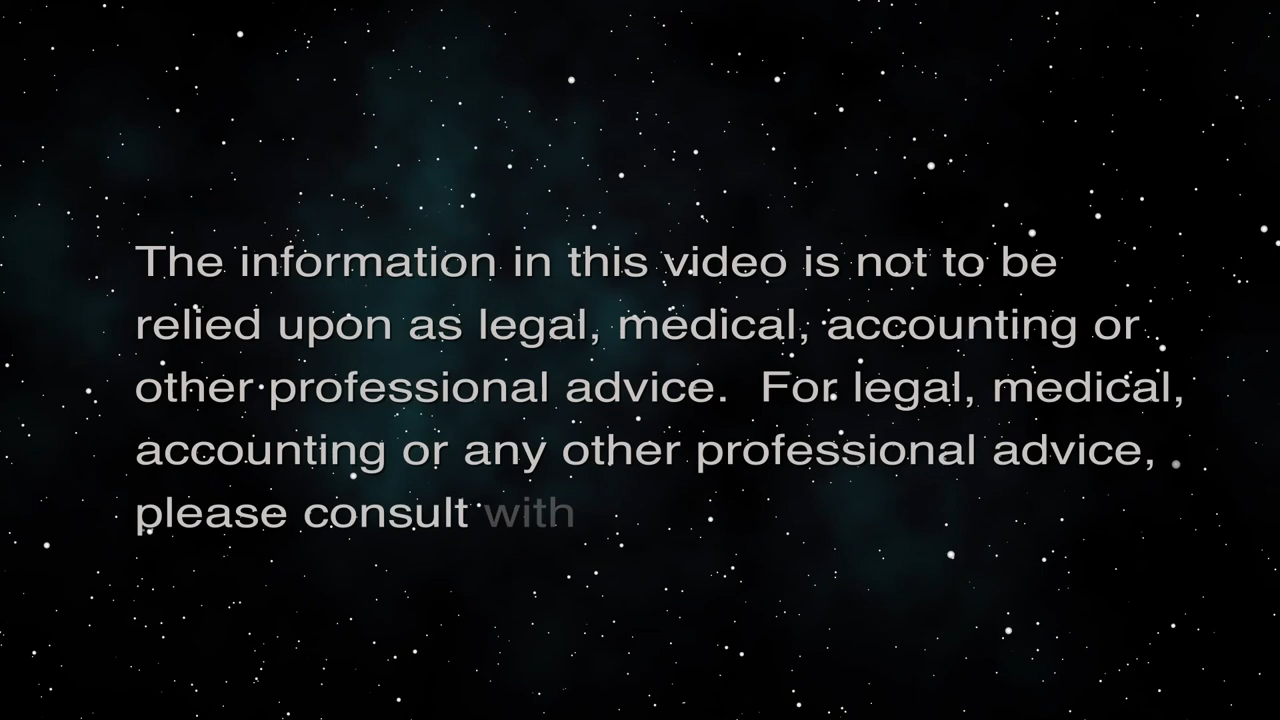 The information in this video is not to be
relied upon as legal, medical, accounting or
other professional advice.  For legal, medical,
accounting or any other professional advice,
please consult with